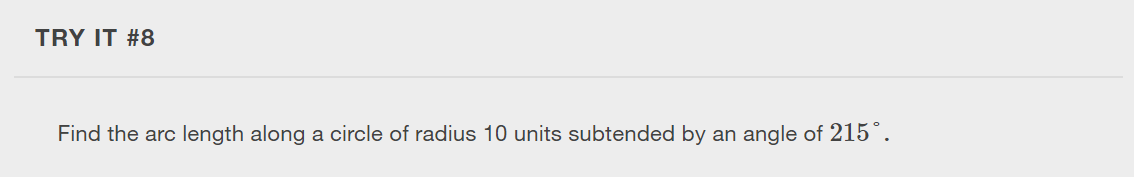 TRY IT #8
Find the arc length along a circle of radius 10 units subtended by an angle of 215°.